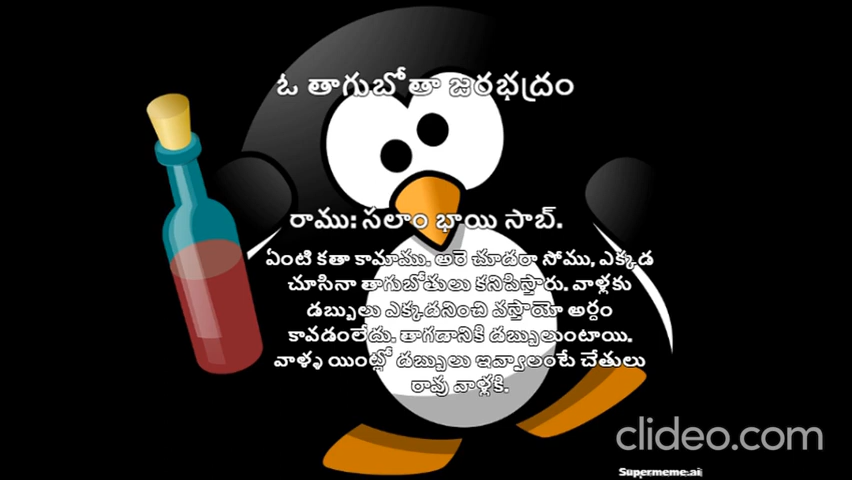 ఓ తాగుబోతా జరభద్రం
రాము: సలాం భాయి సాబ్.
ఏంటి కతా కామాము. అరె చూడరా సోము, ఎక్కడ
చూసినా తాగుబోతులు కనిపిస్తారు. వాళ్లకు
డబ్బులు ఎక్కడనించి వస్తాయో అర్దం
కావడంలేదు. తాగడానికి డబ్బులుంటాయి.
వాళ్ళ యింట్లో డబ్బులు ఇవ్వాలంటే చేతులు
రావు వాళ్లకి.
clideo.com
Supermeme.ai